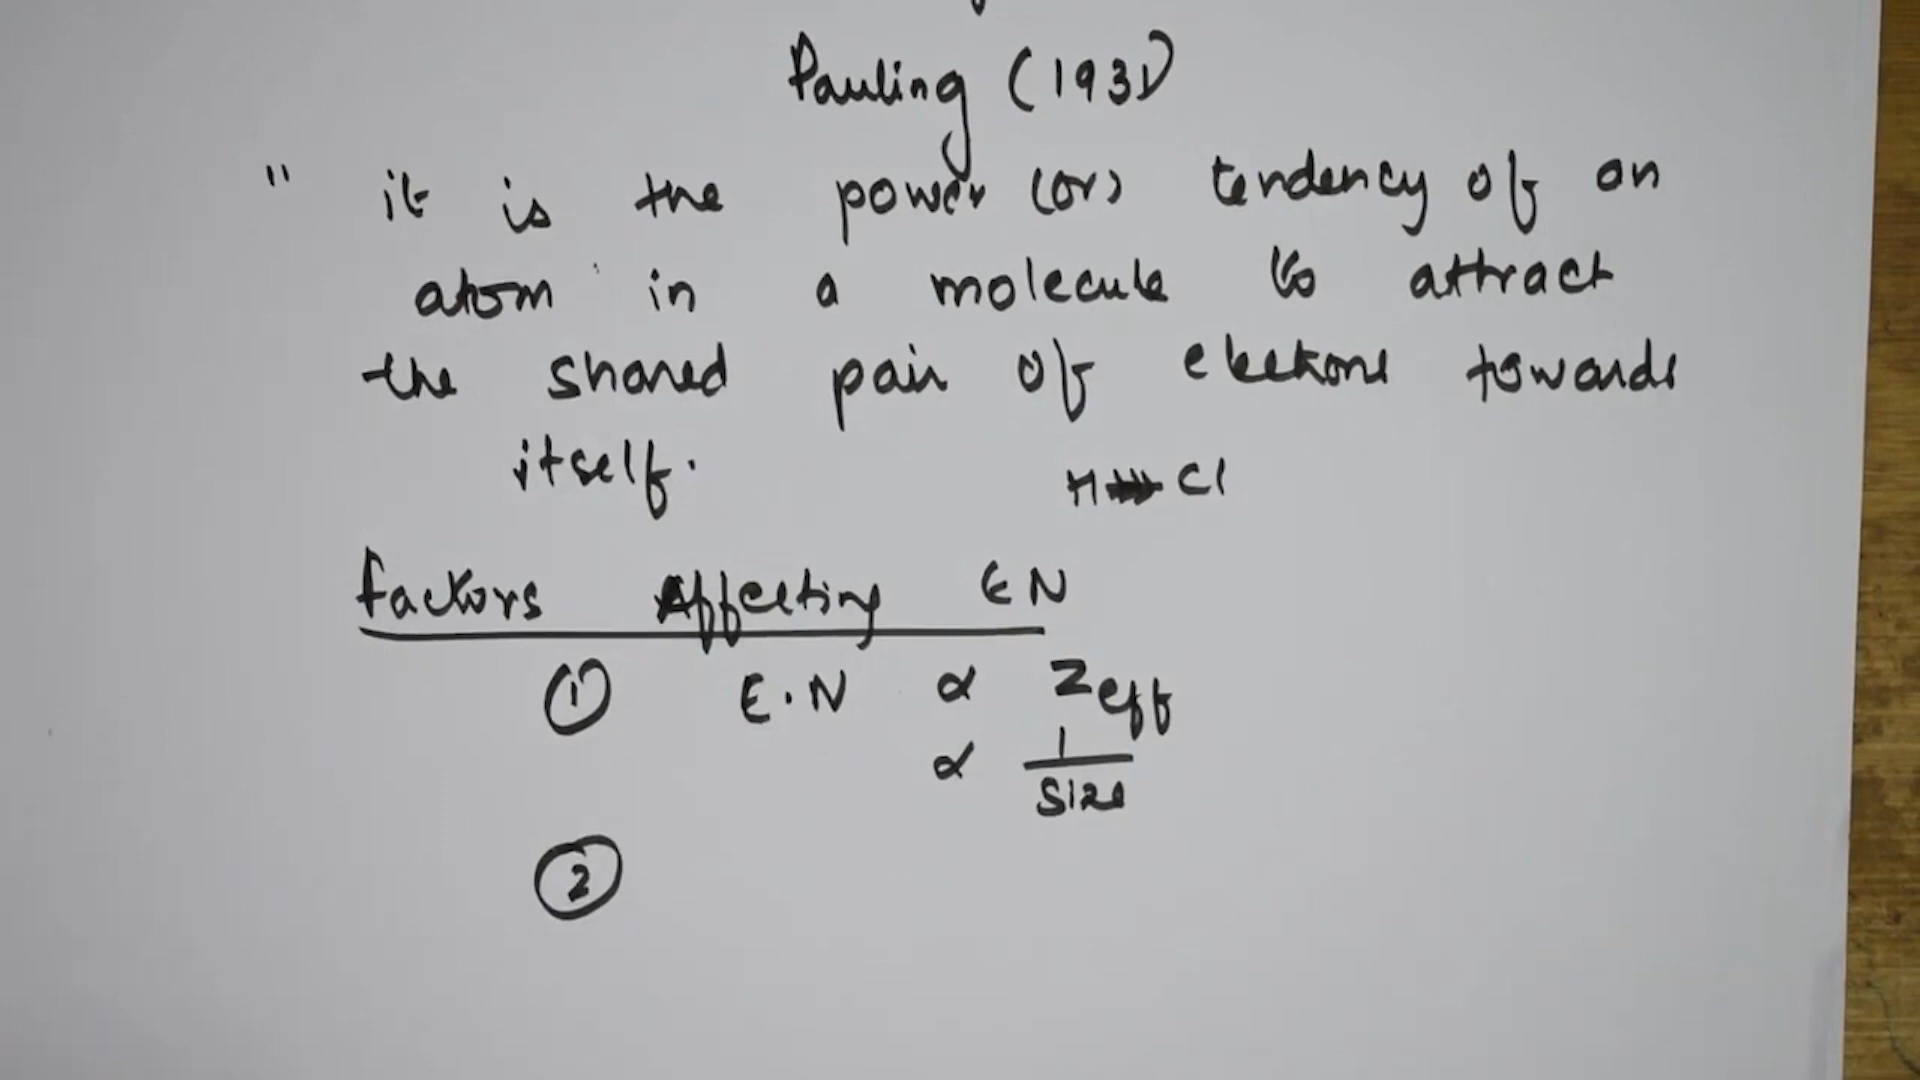 Pauling (1931)
" it is the power (or) tendency of an
atom in a molecule to attract
the shared pair of electrons towards
itself.
H Cl
Factors Affecting EN
① E.N α Zeff
α 1/Size
②